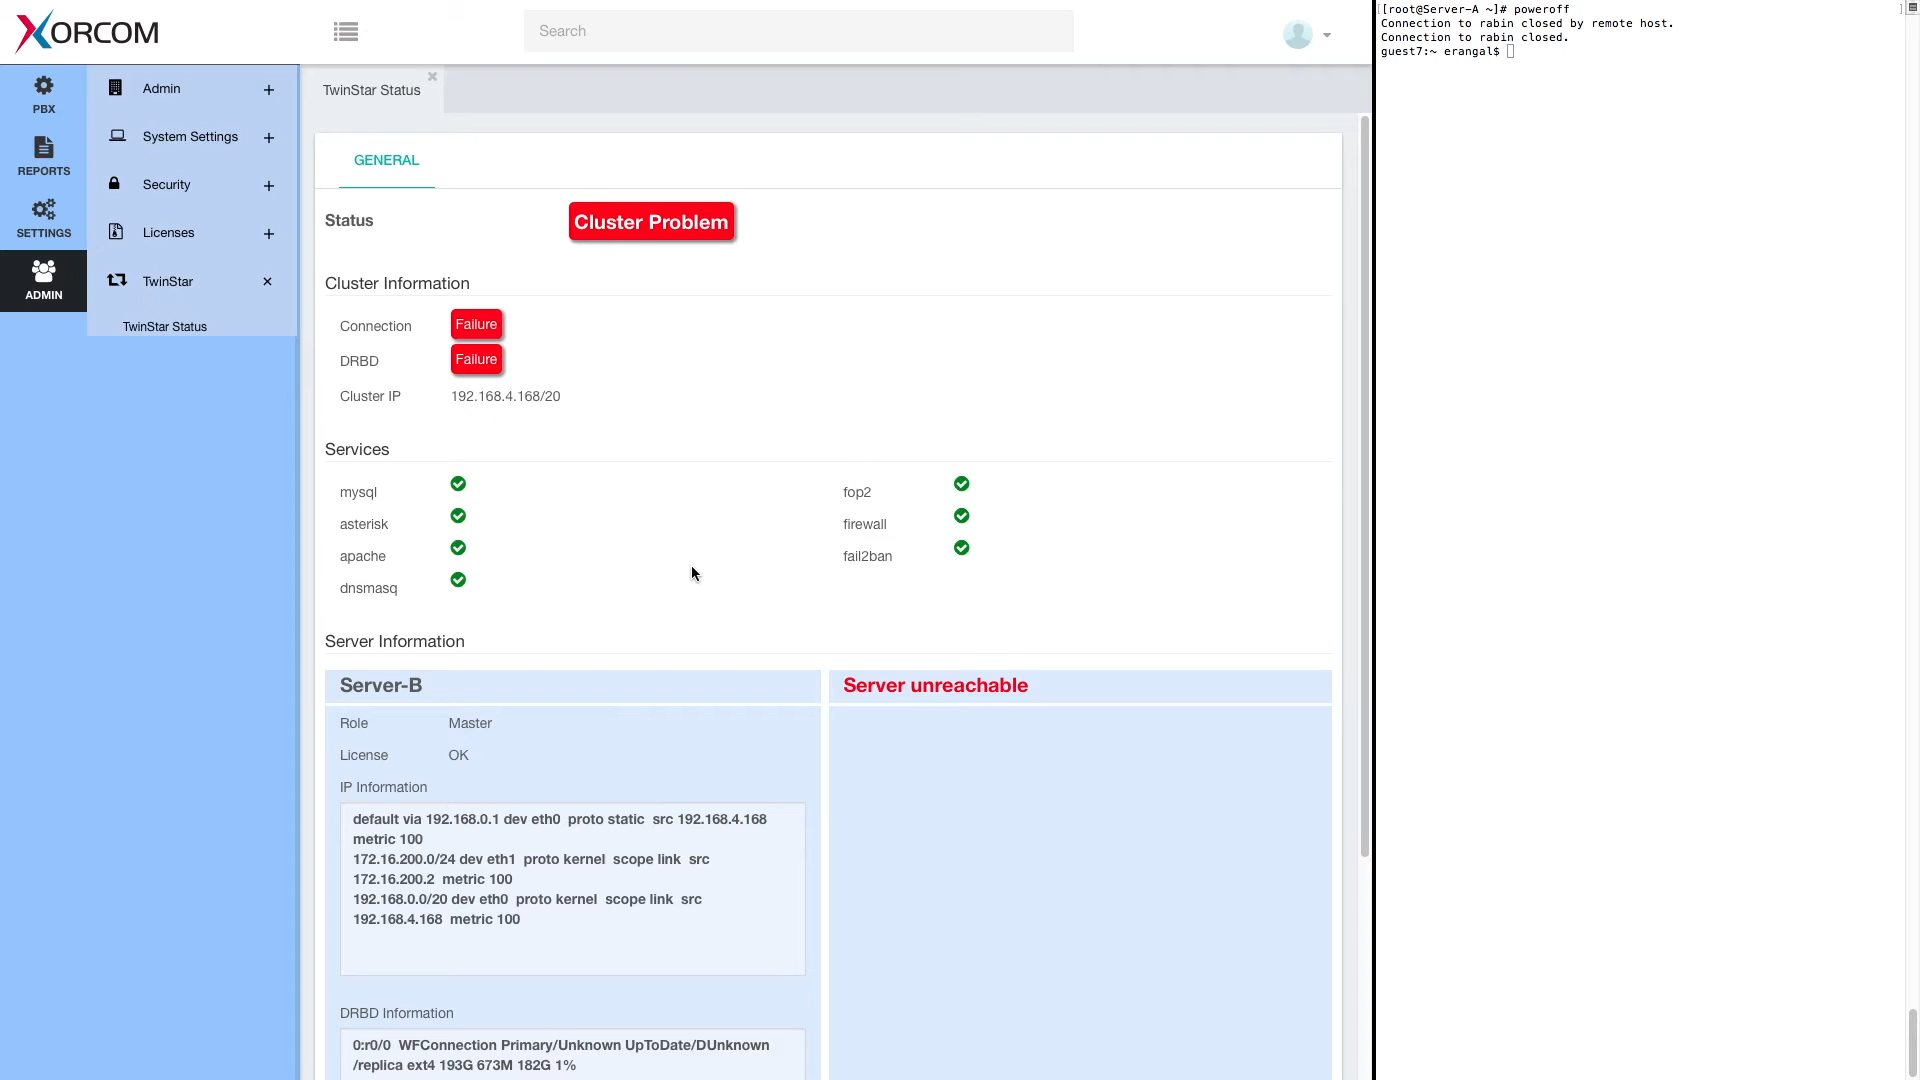 XORCOM
Search
PBX
REPORTS
SETTINGS
ADMIN
Admin +
System Settings +
Security +
Licenses +
TwinStar ×
TwinStar Status
TwinStar Status ×
GENERAL
Status Cluster Problem
Cluster Information
Connection Failure
DRBD Failure
Cluster IP 192.168.4.168/20
Services
mysql fop2
asterisk firewall
apache fail2ban
dnsmasq
Server Information
Server-B
Role Master
License OK
IP Information
default via 192.168.0.1 dev eth0 proto static src 192.168.4.168
metric 100
172.16.200.0/24 dev eth1 proto kernel scope link src
172.16.200.2 metric 100
192.168.0.0/20 dev eth0 proto kernel scope link src
192.168.4.168 metric 100
DRBD Information
0:r0/0 WFConnection Primary/Unknown UpToDate/DUnknown
/replica ext4 193G 673M 182G 1%
Server unreachable
[[root@Server-A ~]# poweroff ]
Connection to rabin closed by remote host.
Connection to rabin closed.
guest7:~ erangal$